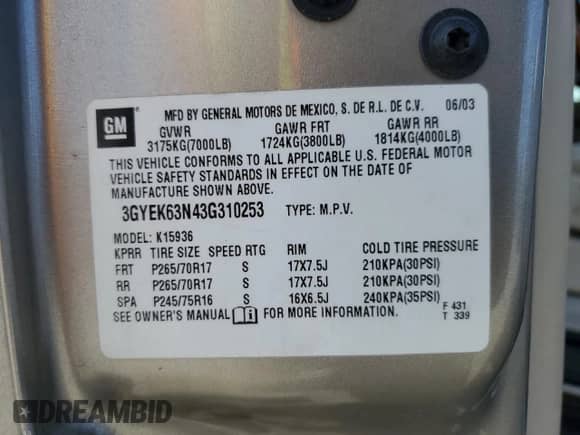 GM
MFD BY GENERAL MOTORS DE MEXICO, S. DE R.L. DE C.V. 06/03
GVWR GAWR FRT GAWR RR
3175KG(7000LB) 1724KG(3800LB) 1814KG(4000LB)
THIS VEHICLE CONFORMS TO ALL APPLICABLE U.S. FEDERAL MOTOR
VEHICLE SAFETY STANDARDS IN EFFECT ON THE DATE OF
MANUFACTURE SHOWN ABOVE.
3GYEK63N43G310253 TYPE: M.P.V.
MODEL: K15936
KPRR TIRE SIZE SPEED RTG RIM COLD TIRE PRESSURE
FRT P265/70R17 S 17X7.5J 210KPA(30PSI)
RR P265/70R17 S 17X7.5J 210KPA(30PSI)
SPA P245/75R16 S 16X6.5J 240KPA(35PSI)
SEE OWNER'S MANUAL FOR MORE INFORMATION.
F 431
T 339
DREAMBID